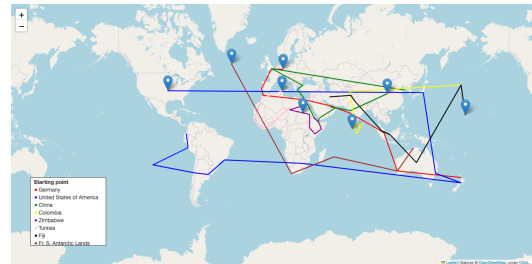 +
−
Starting point
Germany
United States of America
China
Colombia
Zimbabwe
Tunisia
Fiji
Fr. S. Antarctic Lands
Leaflet | Data by © OpenStreetMap, under ODbL.